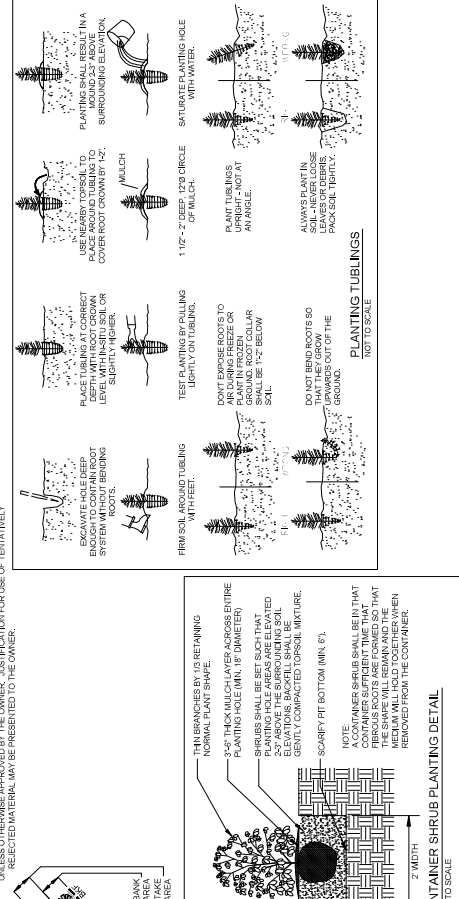 UNLESS OTHERWISE APPROVED BY THE OWNER. JUSTIFICATION FOR USE OF TENTATIVELY
REJECTED MATERIAL MAY BE PRESENTED TO THE OWNER.
EXCAVATE HOLE DEEP
ENOUGH TO CONTAIN ROOT
SYSTEM WITHOUT BENDING
ROOTS.
PLACE TUBLING AT CORRECT
DEPTH WITH ROOT CROWN
LEVEL WITH IN-SITU SOIL OR
SLIGHTLY HIGHER.
USE NEARBY TOPSOIL TO
PLACE AROUND TUBLING TO
COVER ROOT CROWN BY 1-2".
PLANTING SHALL RESULT IN A
MOUND 2-3" ABOVE
SURROUNDING ELEVATION.
MULCH
FIRM SOIL AROUND TUBLING
WITH FEET.
TEST PLANTING BY PULLING
LIGHTLY ON TUBLING.
1 1/2" - 2" DEEP, 12"Ø CIRCLE
OF MULCH.
SATURATE PLANTING HOLE
WITH WATER.
DON'T EXPOSE ROOTS TO
AIR DURING FREEZE OR
PLANT IN FROZEN
GROUND. ROOT COLLAR
SHALL BE 1"-2" BELOW
SOIL.
PLANT TUBLINGS
UPRIGHT - NOT AT
AN ANGLE.
WRONG
DO NOT BEND ROOTS SO
THAT THEY GROW
UPWARDS OUT OF THE
GROUND.
ALWAYS PLANT IN
SOIL - NEVER LOOSE
LEAVES OR DEBRIS.
PACK SOIL TIGHTLY.
PLANTING TUBLINGS
NOT TO SCALE
BANK
AREA
TAKE
AREA
THIN BRANCHES BY 1/3 RETAINING
NORMAL PLANT SHAPE.
3"-6" THICK MULCH LAYER ACROSS ENTIRE
PLANTING HOLE (MIN. 18" DIAMETER)
SHRUBS SHALL BE SET SUCH THAT
PLANTING HOLE AREAS ARE ELEVATED
2-3" ABOVE THE SURROUNDING SOIL
ELEVATIONS. BACKFILL SHALL BE
GENTLY COMPACTED TOPSOIL MIXTURE.
SCARIFY PIT BOTTOM (MIN. 6").
NOTE:
A CONTAINER SHRUB SHALL BE IN THAT
CONTAINER SUFFICIENT TIME THAT
FIBROUS ROOTS ARE FORMED SO THAT
THE SHAPE WILL REMAIN AND THE
MEDIUM WILL HOLD TOGETHER WHEN
REMOVED FROM THE CONTAINER.
2' WIDTH
NTAINER SHRUB PLANTING DETAIL
TO SCALE